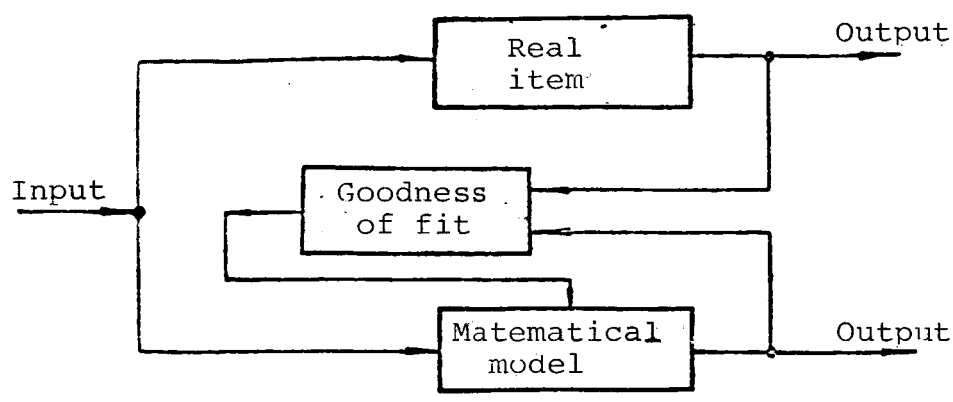 Output
Real
item
Input
Goodness
of fit
Matematical
model
Output